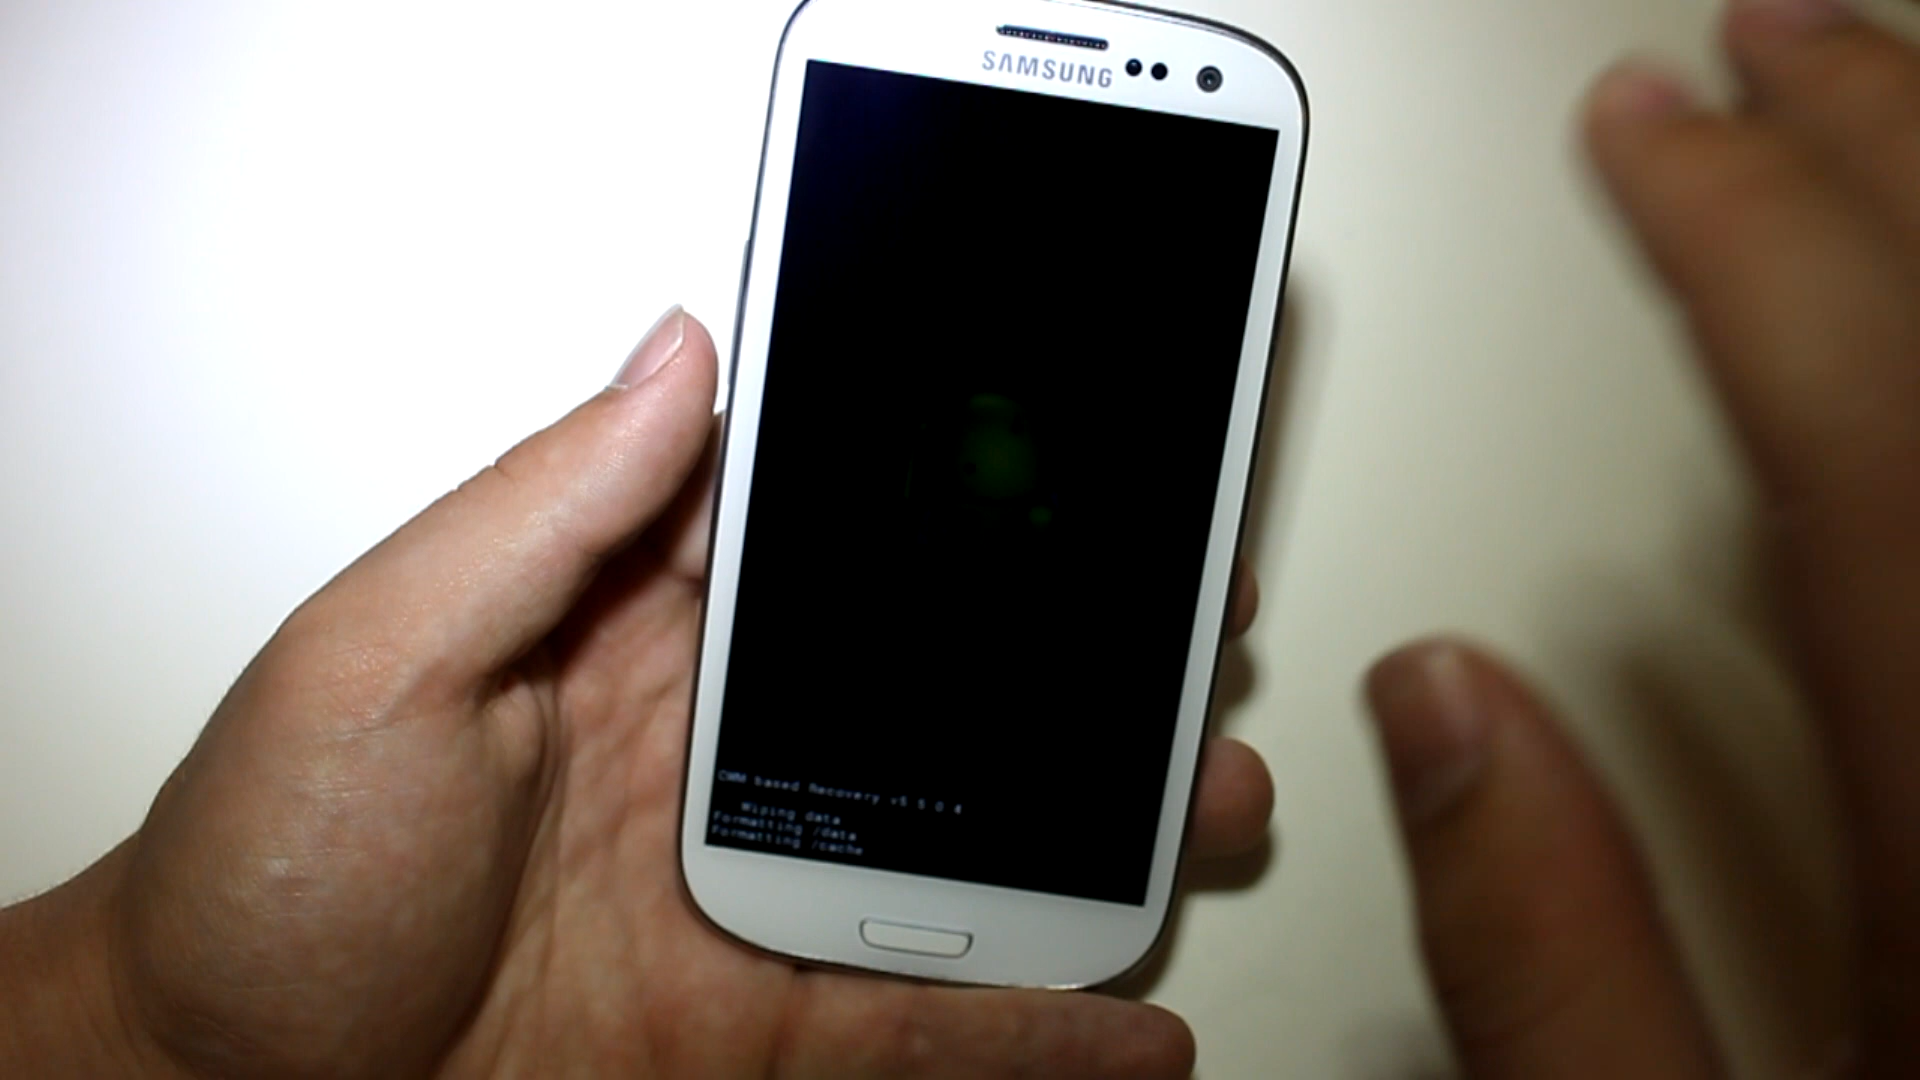 SAMSUNG
CWM based Recovery v5.5.0.4
Wiping data
Formatting /data
Formatting /cache